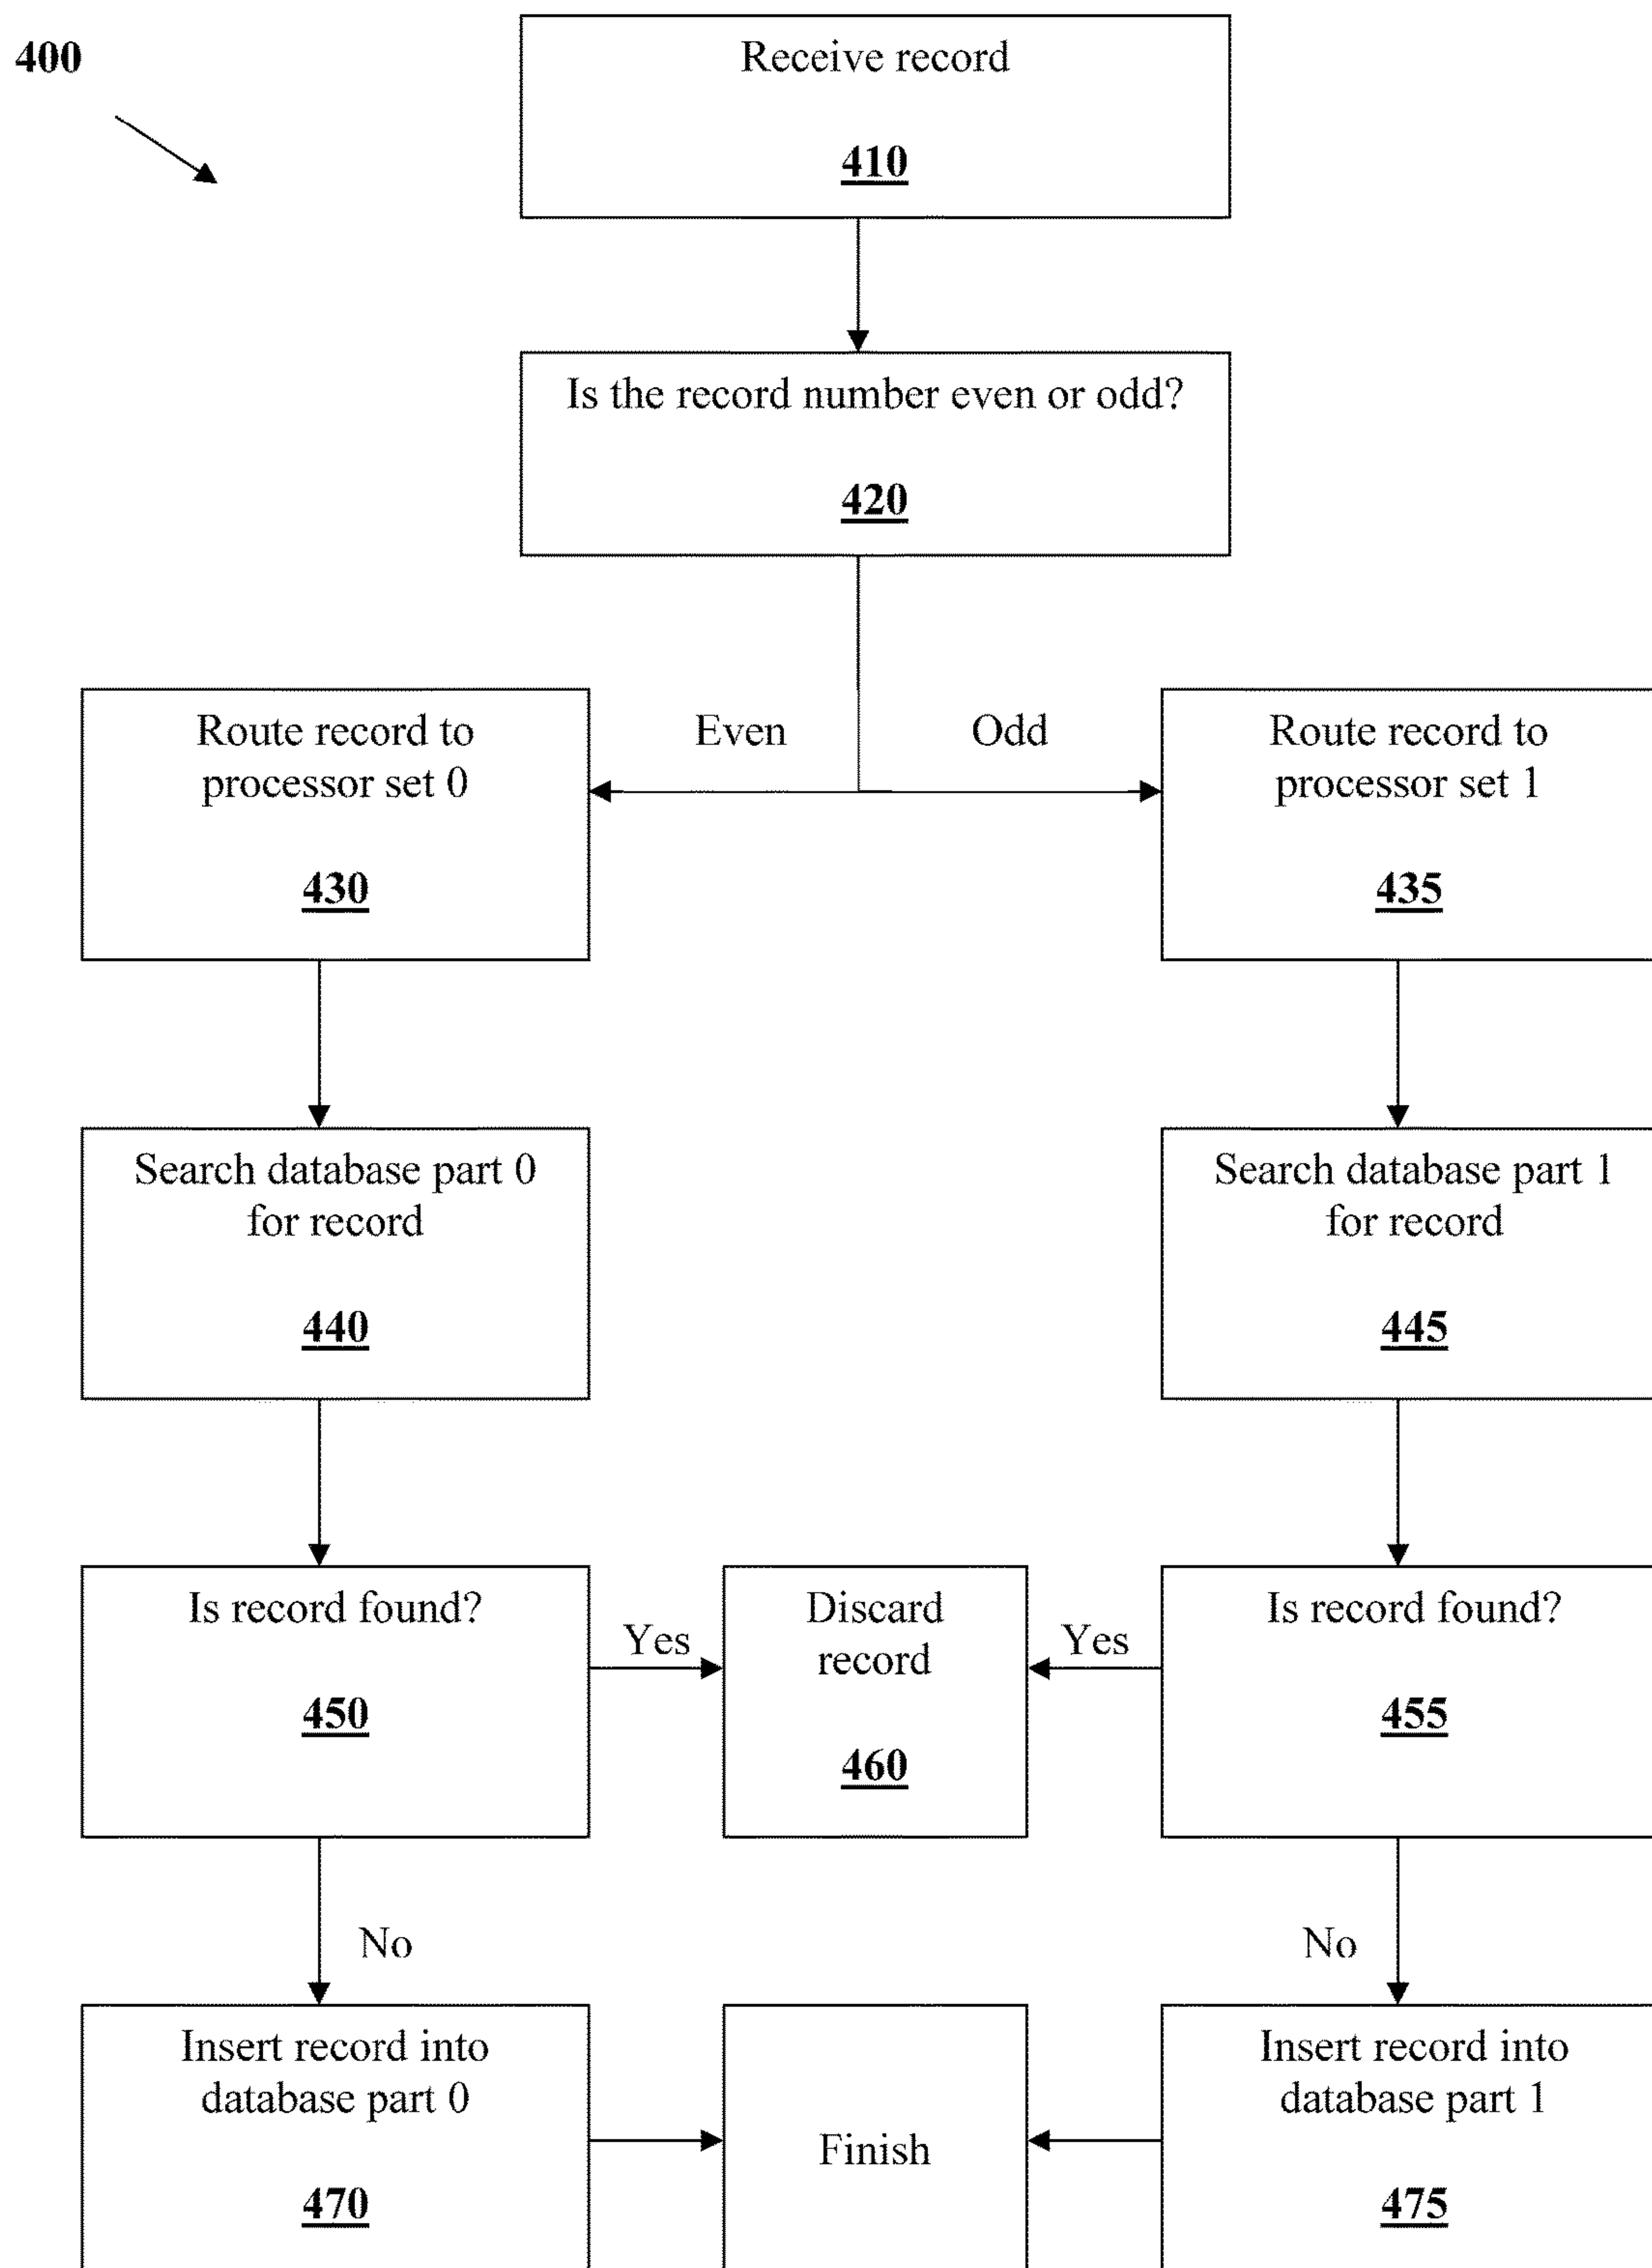 400
Receive record
410
Is the record number even or odd?
420
Even
Odd
Route record to
processor set 0
430
Route record to
processor set 1
435
Search database part 0
for record
440
Search database part 1
for record
445
Is record found?
450
Yes
Discard
record
460
Yes
Is record found?
455
No
No
Insert record into
database part 0
470
Finish
Insert record into
database part 1
475